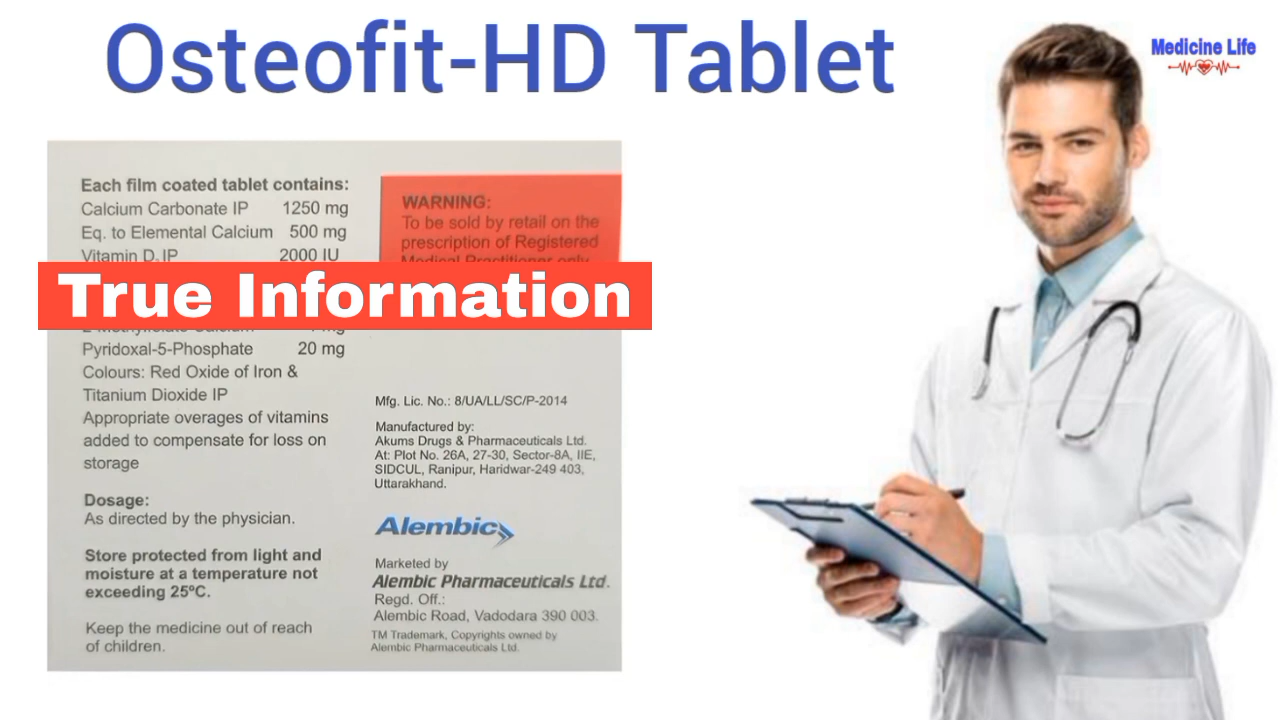 Osteofit-HD Tablet
Medicine Life
Each film coated tablet contains:
Calcium Carbonate IP 1250 mg
Eq. to Elemental Calcium 500 mg
Vitamin D₃ IP 2000 IU
True Information
Pyridoxal-5-Phosphate 20 mg
Colours: Red Oxide of Iron &
Titanium Dioxide IP
Appropriate overages of vitamins
added to compensate for loss on
storage
Dosage:
As directed by the physician.
Store protected from light and
moisture at a temperature not
exceeding 25ºC.
Keep the medicine out of reach
of children.
WARNING:
To be sold by retail on the
prescription of Registered
Medical Practitioner only
Mfg. Lic. No.: 8/UA/LL/SC/P-2014
Manufactured by:
Akums Drugs & Pharmaceuticals Ltd.
At: Plot No. 26A, 27-30, Sector-8A, IIE,
SIDCUL, Ranipur, Haridwar-249 403,
Uttarakhand.
Alembic
Marketed by
Alembic Pharmaceuticals Ltd.
Regd. Off.:
Alembic Road, Vadodara 390 003.
TM Trademark, Copyrights owned by
Alembic Pharmaceuticals Ltd.